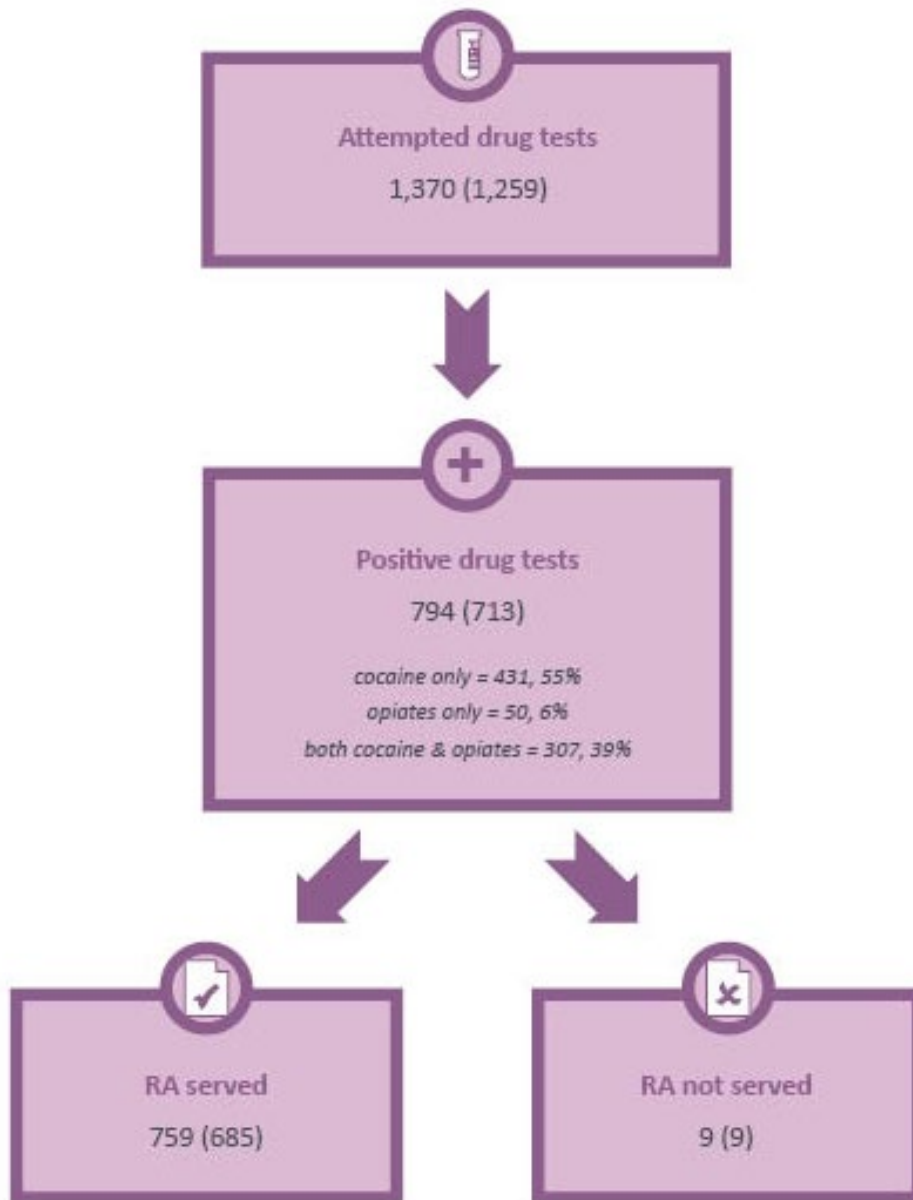 Attempted drug tests
1,370 (1,259)
Positive drug tests
794 (713)
cocaine only = 431, 55%
opiates only = 50, 6%
both cocaine & opiates = 307, 39%
RA served
759 (685)
RA not served
9 (9)